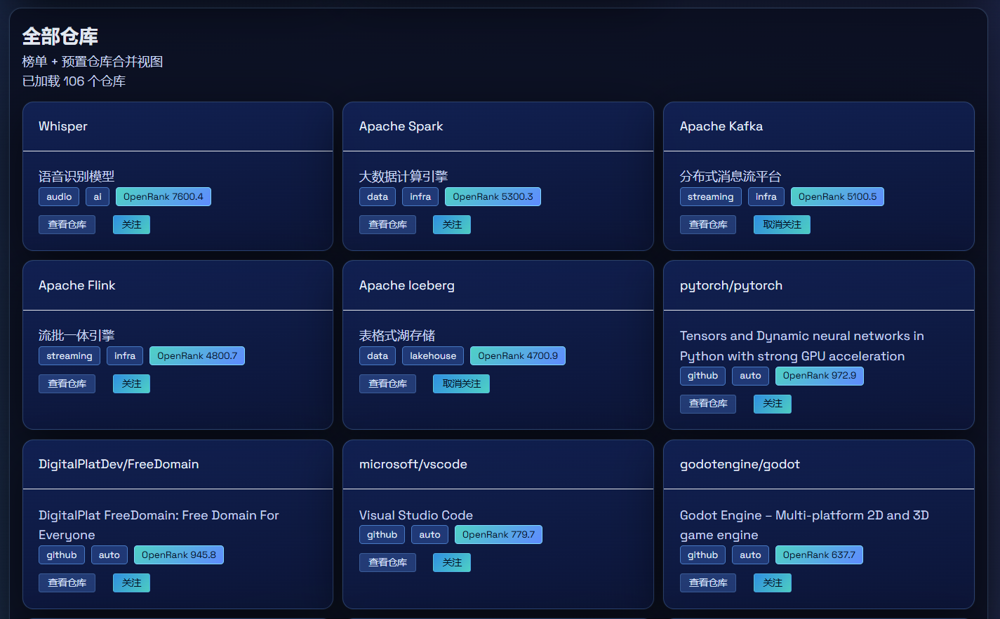 全部仓库
榜单 + 预置仓库合并视图
已加载 106 个仓库
Whisper
语音识别模型
audio ai OpenRank 7600.4
查看仓库 关注
Apache Spark
大数据计算引擎
data infra OpenRank 5300.3
查看仓库 关注
Apache Kafka
分布式消息流平台
streaming infra OpenRank 5100.5
查看仓库 取消关注
Apache Flink
流批一体引擎
streaming infra OpenRank 4800.7
查看仓库 关注
Apache Iceberg
表格式湖存储
data lakehouse OpenRank 4700.9
查看仓库 取消关注
pytorch/pytorch
Tensors and Dynamic neural networks in
Python with strong GPU acceleration
github auto OpenRank 972.9
查看仓库 关注
DigitalPlatDev/FreeDomain
DigitalPlat FreeDomain: Free Domain For
Everyone
github auto OpenRank 945.8
查看仓库 关注
microsoft/vscode
Visual Studio Code
github auto OpenRank 779.7
查看仓库 关注
godotengine/godot
Godot Engine – Multi-platform 2D and 3D
game engine
github auto OpenRank 637.7
查看仓库 关注